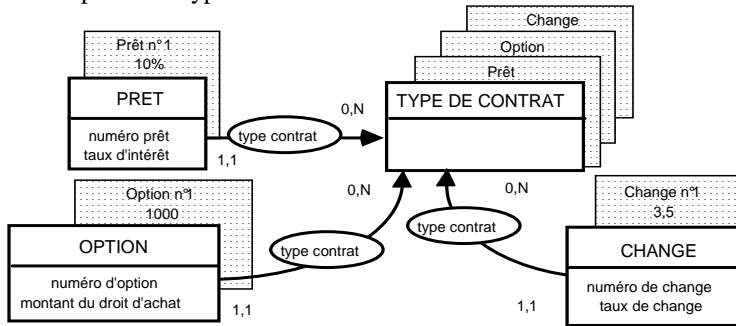 Change
Option
Prêt
TYPE DE CONTRAT
Prêt n°1
10%
PRET
numéro prêt
taux d'intérêt
type contrat
0,N
1,1
Option n°1
1000
OPTION
numéro d'option
montant du droit d'achat
type contrat
0,N
1,1
Change n°1
3,5
CHANGE
numéro de change
taux de change
type contrat
0,N
1,1